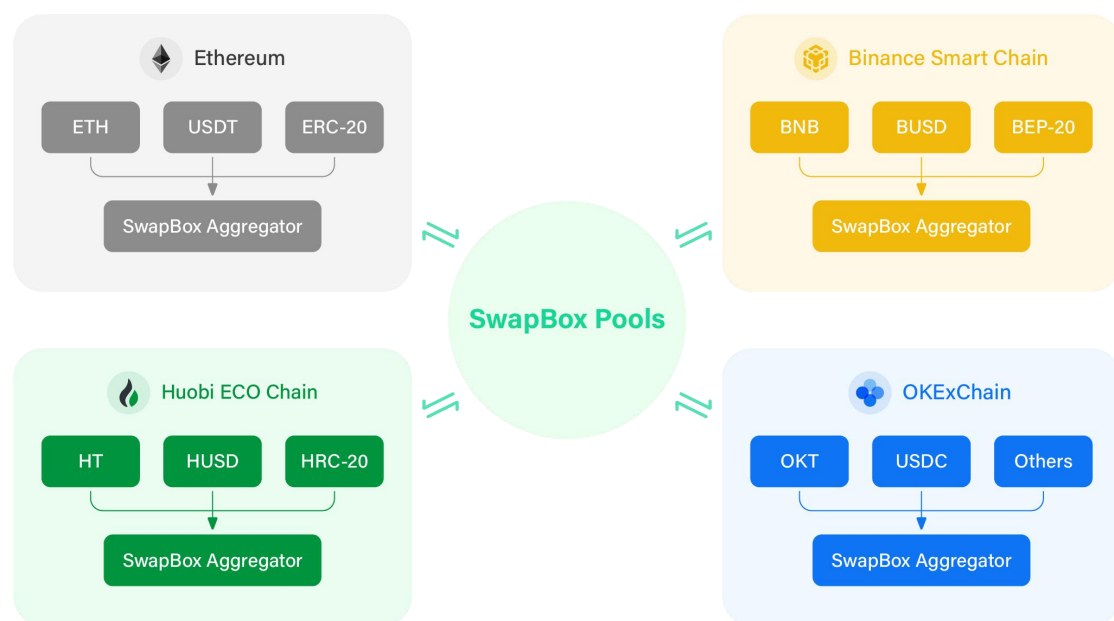 Ethereum
ETH USDT ERC-20
SwapBox Aggregator
Binance Smart Chain
BNB BUSD BEP-20
SwapBox Aggregator
SwapBox Pools
Huobi ECO Chain
HT HUSD HRC-20
SwapBox Aggregator
OKExChain
OKT USDC Others
SwapBox Aggregator